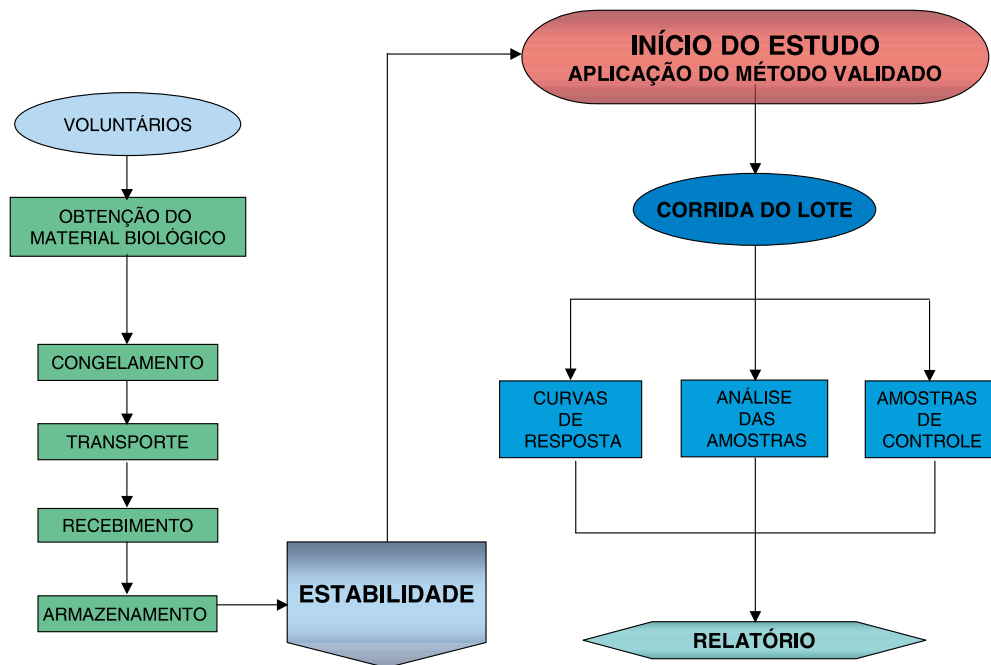 VOLUNTÁRIOS
OBTENÇÃO DO
MATERIAL BIOLÓGICO
CONGELAMENTO
TRANSPORTE
RECEBIMENTO
ARMAZENAMENTO
ESTABILIDADE
INÍCIO DO ESTUDO
APLICAÇÃO DO MÉTODO VALIDADO
CORRIDA DO LOTE
CURVAS
DE
RESPOSTA
ANÁLISE
DAS
AMOSTRAS
AMOSTRAS
DE
CONTROLE
RELATÓRIO